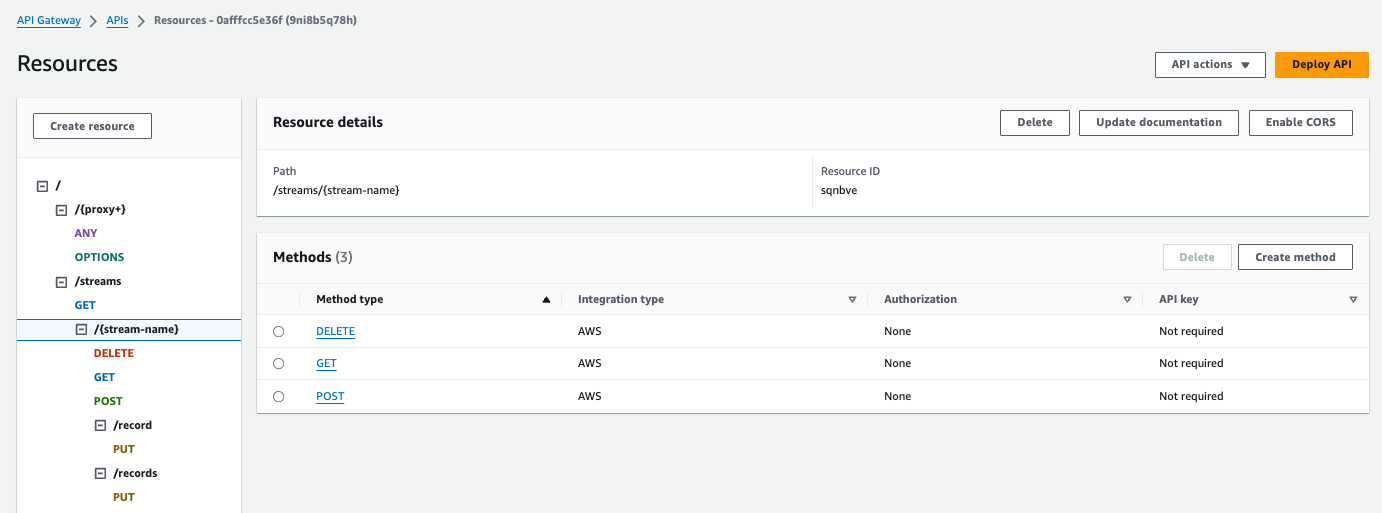 API Gateway > APIs > Resources - 0afffcc5e36f (9ni8b5q78h)
Resources
API actions ▼ Deploy API
Create resource
/
/{proxy+}
ANY
OPTIONS
/streams
GET
/{stream-name}
DELETE
GET
POST
/record
PUT
/records
PUT
Resource details
Delete Update documentation Enable CORS
Path Resource ID
/streams/{stream-name} sqnbve
Methods (3)
Delete Create method
Method type Integration type Authorization API key
DELETE AWS None Not required
GET AWS None Not required
POST AWS None Not required